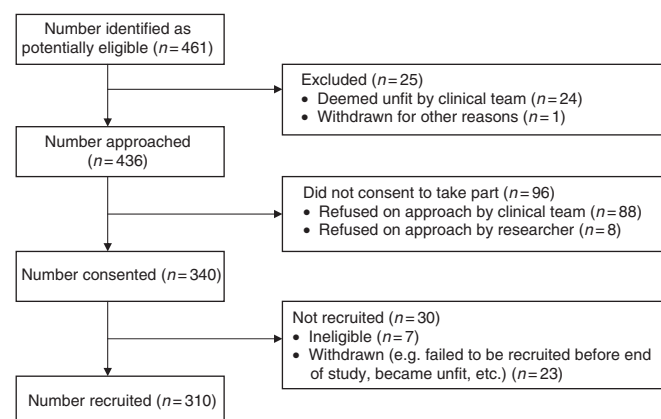 Number identified as
potentially eligible (n=461)
Excluded (n=25)
• Deemed unfit by clinical team (n=24)
• Withdrawn for other reasons (n=1)
Number approached
(n=436)
Did not consent to take part (n=96)
• Refused on approach by clinical team (n=88)
• Refused on approach by researcher (n=8)
Number consented (n=340)
Not recruited (n=30)
• Ineligible (n=7)
• Withdrawn (e.g. failed to be recruited before end
of study, became unfit, etc.) (n=23)
Number recruited (n=310)